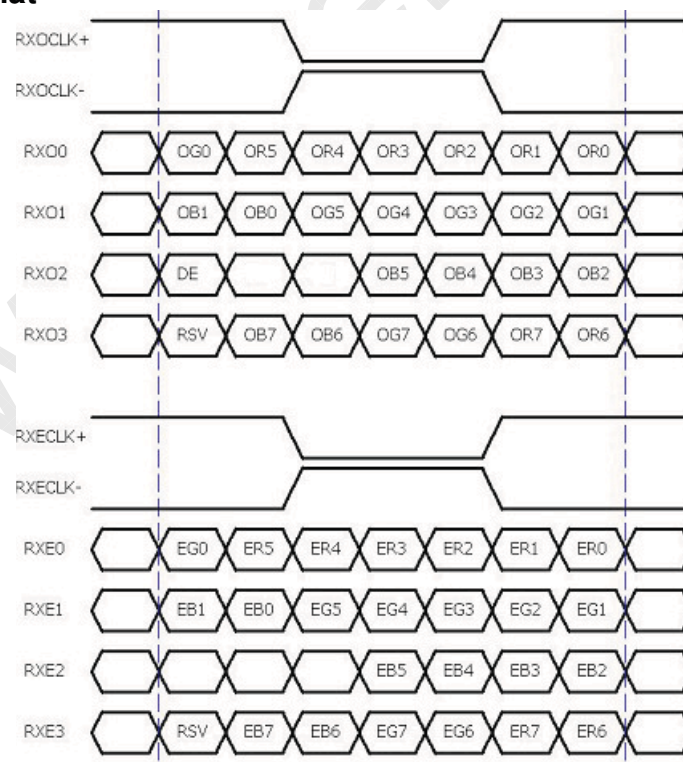 RXOCLK+
RXOCLK-
RXO0 OG0 OR5 OR4 OR3 OR2 OR1 OR0
RXO1 OB1 OB0 OG5 OG4 OG3 OG2 OG1
RXO2 DE OB5 OB4 OB3 OB2
RXO3 RSV OB7 OB6 OG7 OG6 OR7 OR6
RXECLK+
RXECLK-
RXE0 EG0 ER5 ER4 ER3 ER2 ER1 ER0
RXE1 EB1 EB0 EG5 EG4 EG3 EG2 EG1
RXE2 EB5 EB4 EB3 EB2
RXE3 RSV EB7 EB6 EG7 EG6 ER7 ER6